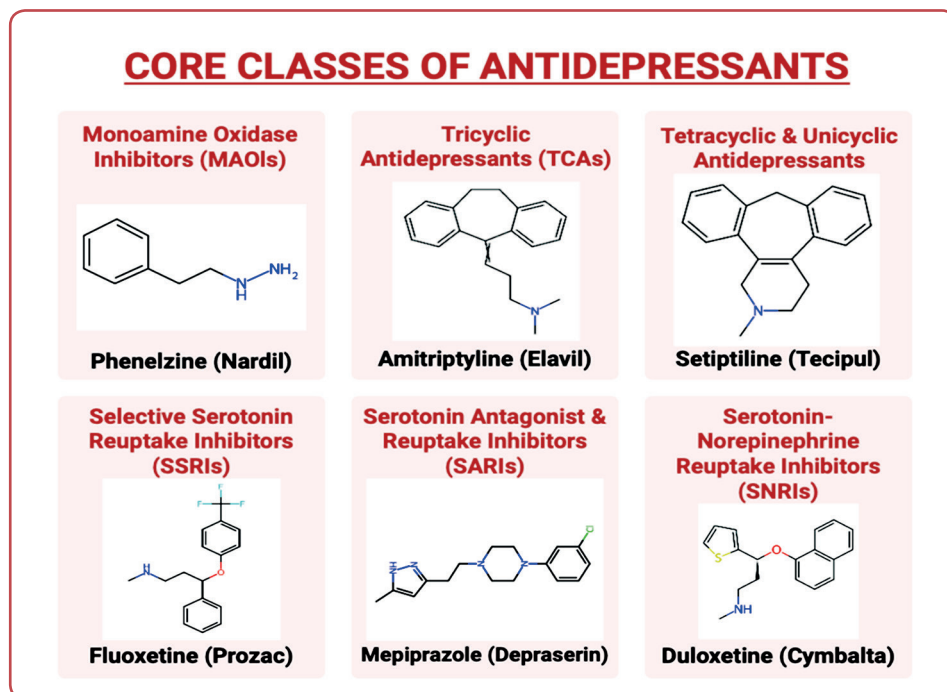 CORE CLASSES OF ANTIDEPRESSANTS
Monoamine Oxidase
Inhibitors (MAOIs)
NH₂
N
H
Phenelzine (Nardil)
Tricyclic
Antidepressants (TCAs)
N
Amitriptyline (Elavil)
Tetracyclic & Unicyclic
Antidepressants
N
Setiptiline (Tecipul)
Selective Serotonin
Reuptake Inhibitors
(SSRIs)
F
F F
H
N
O
Fluoxetine (Prozac)
Serotonin Antagonist &
Reuptake Inhibitors
(SARIs)
Cl
HN N N N
Mepiprazole (Depraserin)
Serotonin-
Norepinephrine
Reuptake Inhibitors
(SNRIs)
S O
NH
Duloxetine (Cymbalta)